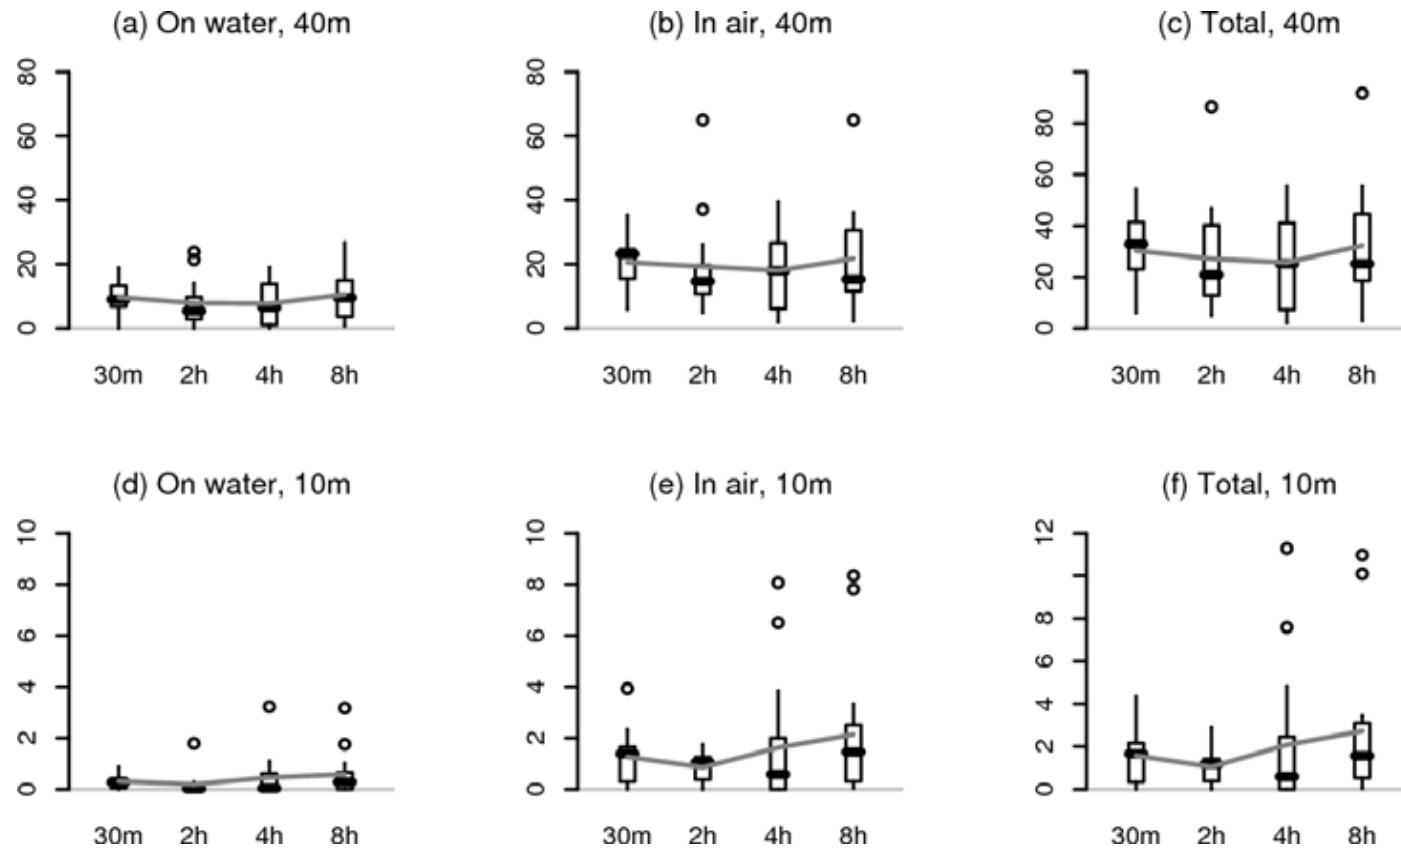 (a) On water, 40m
80
60
40
20
0
30m 2h 4h 8h
(b) In air, 40m
80
60
40
20
0
30m 2h 4h 8h
(c) Total, 40m
80
60
40
20
0
30m 2h 4h 8h
(d) On water, 10m
10
8
6
4
2
0
30m 2h 4h 8h
(e) In air, 10m
10
8
6
4
2
0
30m 2h 4h 8h
(f) Total, 10m
12
8
6
4
2
0
30m 2h 4h 8h